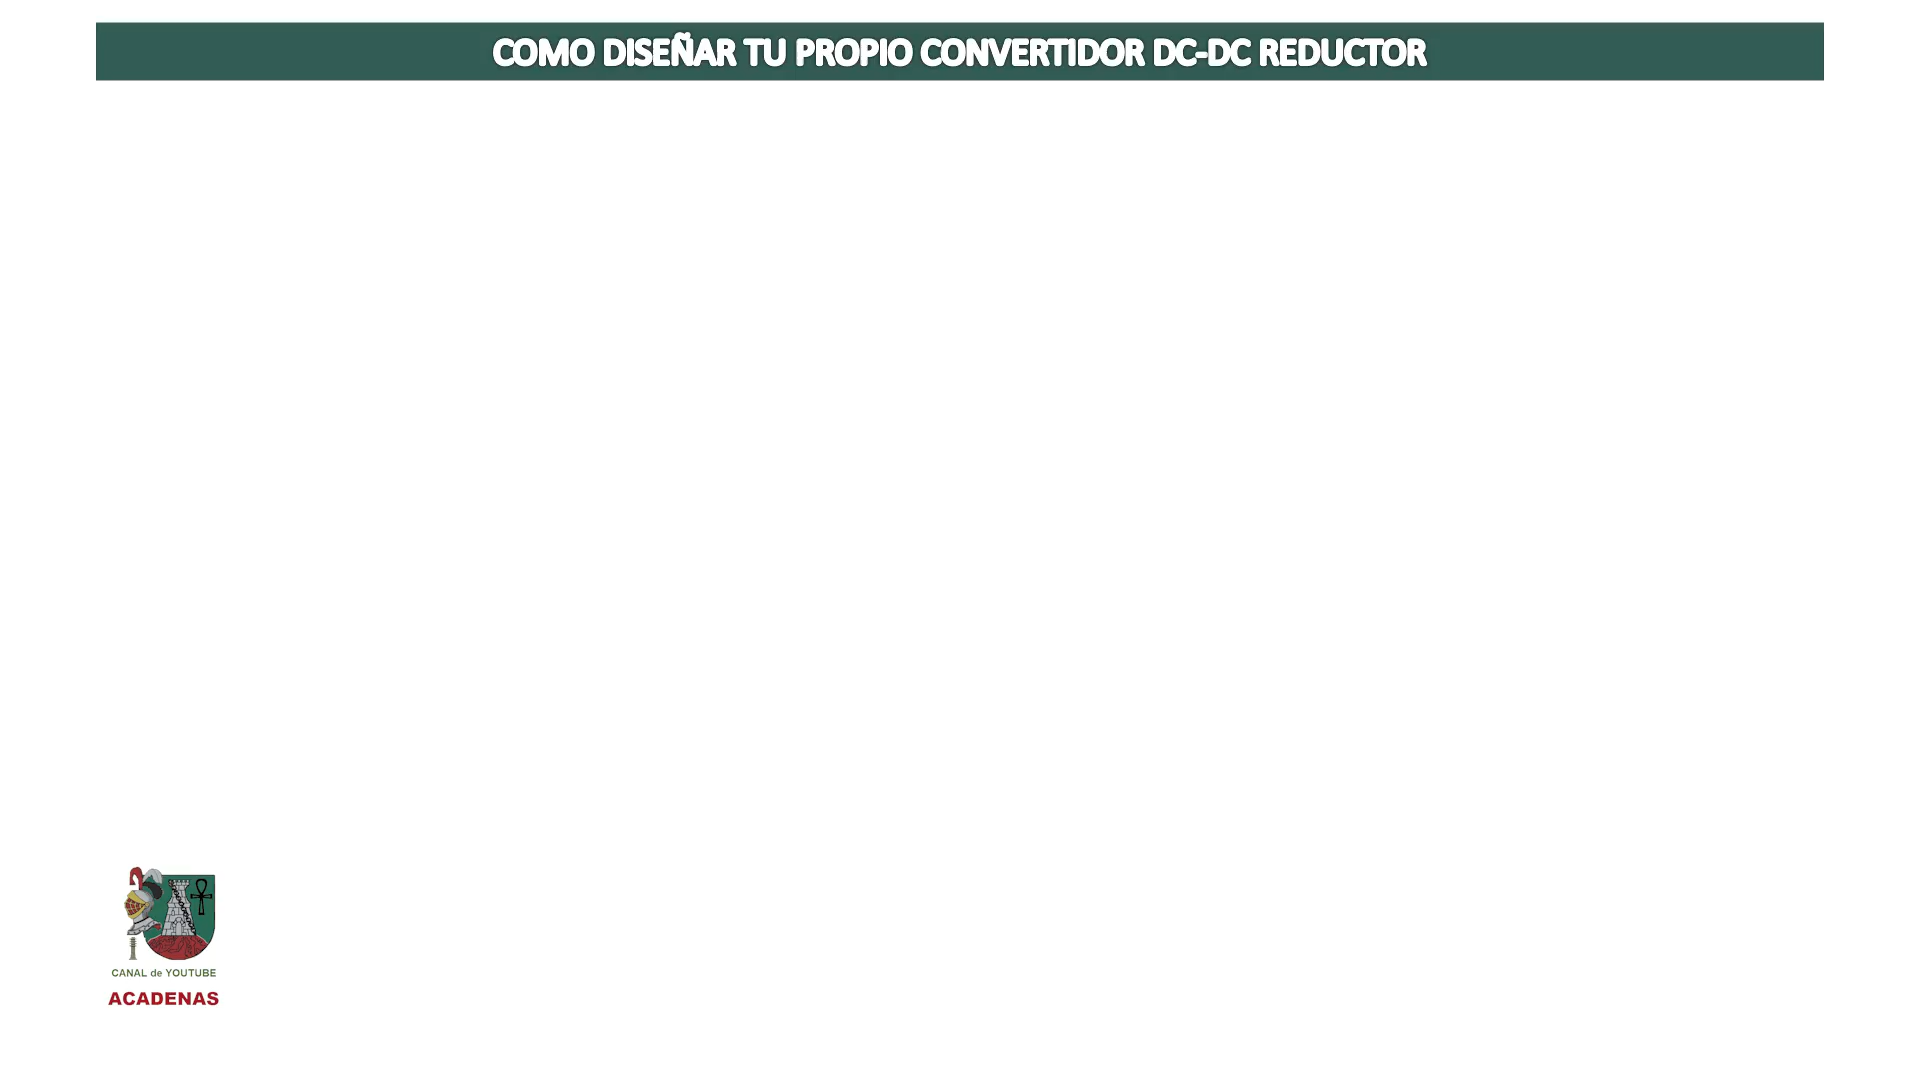 COMO DISEÑAR TU PROPIO CONVERTIDOR DC-DC REDUCTOR
CANAL de YOUTUBE
ACADENAS